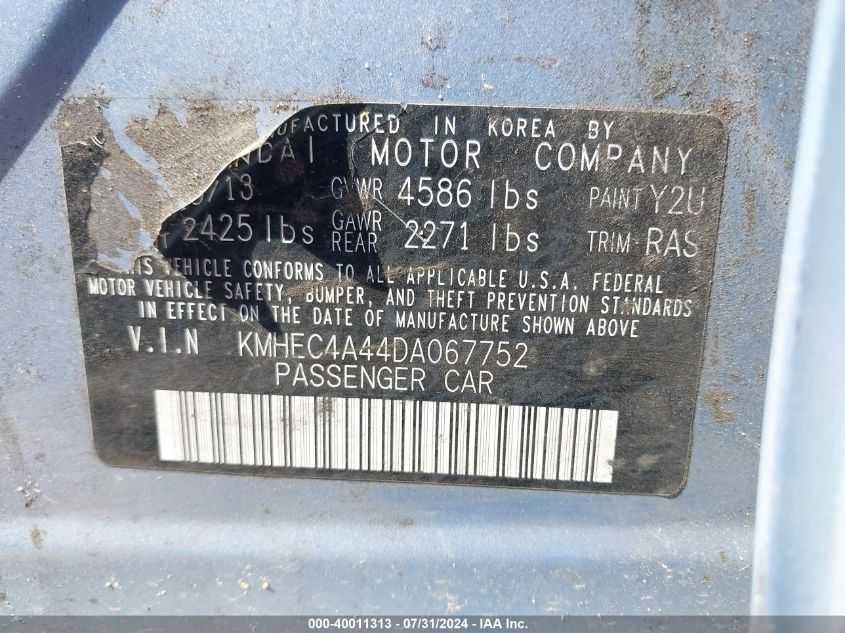 UFACTURED IN KOREA BY
NDAI MOTOR COMPANY
/13 GVWR 4586 lbs PAINT Y2U
2425 lbs GAWR REAR 2271 lbs TRIM RAS
THIS VEHICLE CONFORMS TO ALL APPLICABLE U.S.A. FEDERAL
MOTOR VEHICLE SAFETY, BUMPER, AND THEFT PREVENTION STANDARDS
IN EFFECT ON THE DATE OF MANUFACTURE SHOWN ABOVE
V.I.N KMHEC4A44DA067752
PASSENGER CAR
000-40011313 - 07/31/2024 - IAA Inc.